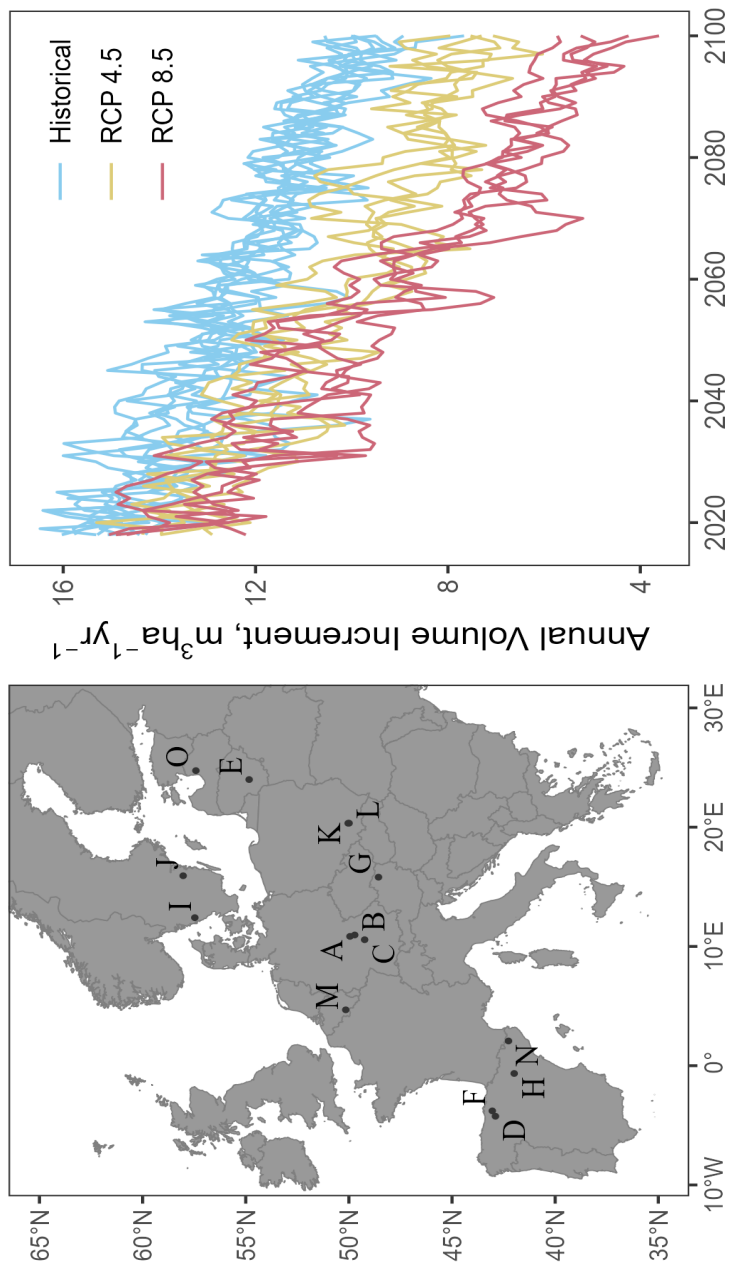 65°N
60°N
55°N
50°N
45°N
40°N
35°N
10°W
0°
10°E
20°E
30°E
A
B
C
D
E
F
G
H
I
J
K
L
M
N
O
Annual Volume Increment, m³ha⁻¹yr⁻¹
16
12
8
4
2020
2040
2060
2080
2100
Historical
RCP 4.5
RCP 8.5